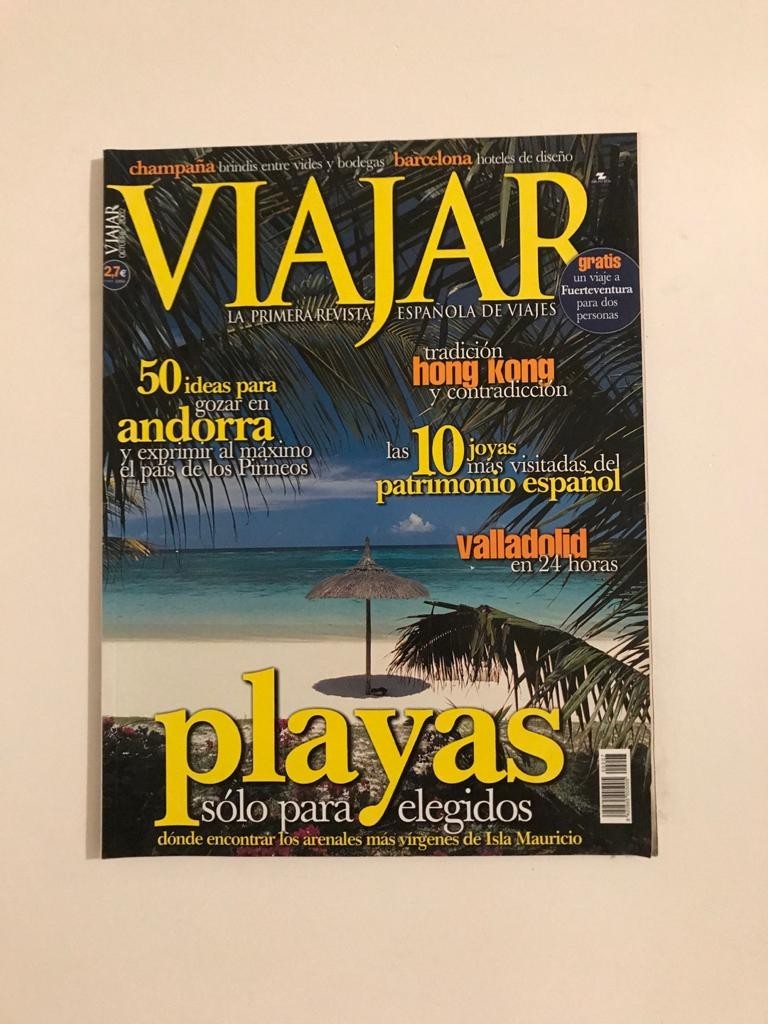 champaña brindis entre vides y bodegas barcelona hoteles de diseño
VIAJAR
LA PRIMERA REVISTA ESPAÑOLA DE VIAJES
VIAJAR
OCTUBRE 2002
2,7€
gratis
un viaje a
Fuerteventura
para dos
personas
50 ideas para
gozar en
andorra
y exprimir al máximo
el país de los Pirineos
tradición
hong kong
y contradicción
las 10 joyas
más visitadas del
patrimonio español
valladolid
en 24 horas
playas
sólo para elegidos
dónde encontrar los arenales más vírgenes de Isla Mauricio